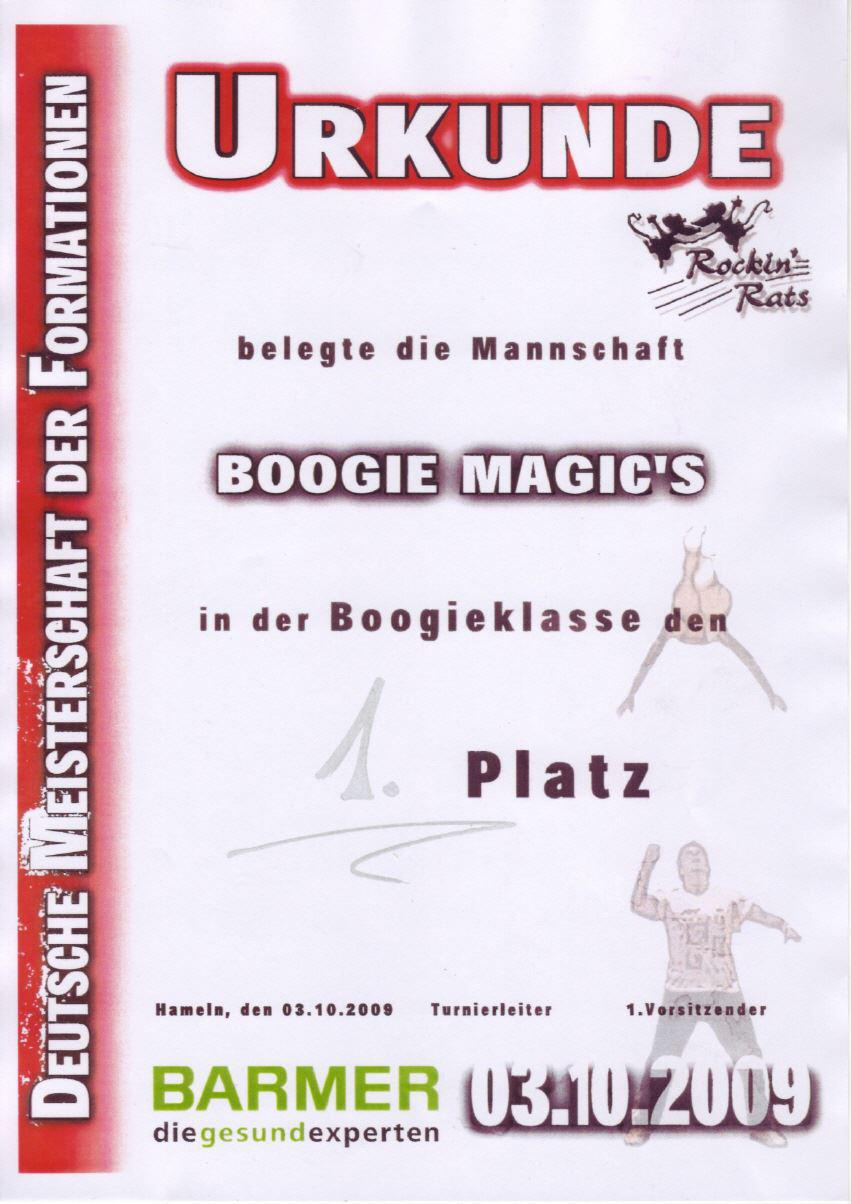 URKUNDE
Rockin'
Rats
belegte die Mannschaft
BOOGIE MAGIC'S
in der Boogieklasse den
1. Platz
Hameln, den 03.10.2009 Turnierleiter 1.Vorsitzender
BARMER
diegesundexperten
03.10.2009
DEUTSCHE MEISTERSCHAFT DER FORMATIONEN